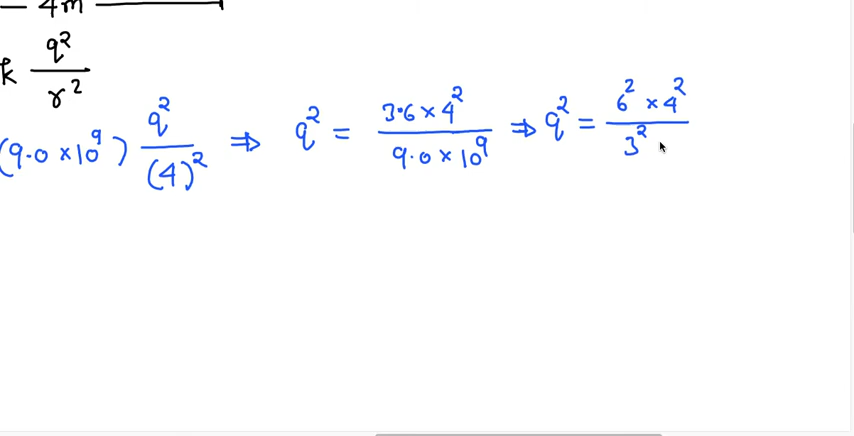 — 4m —
k q²/r²
(9.0 × 10⁹) q²/(4)² ⇒ q² = 3.6 × 4²/9.0 × 10⁹ ⇒ q² = 6² × 4²/3²